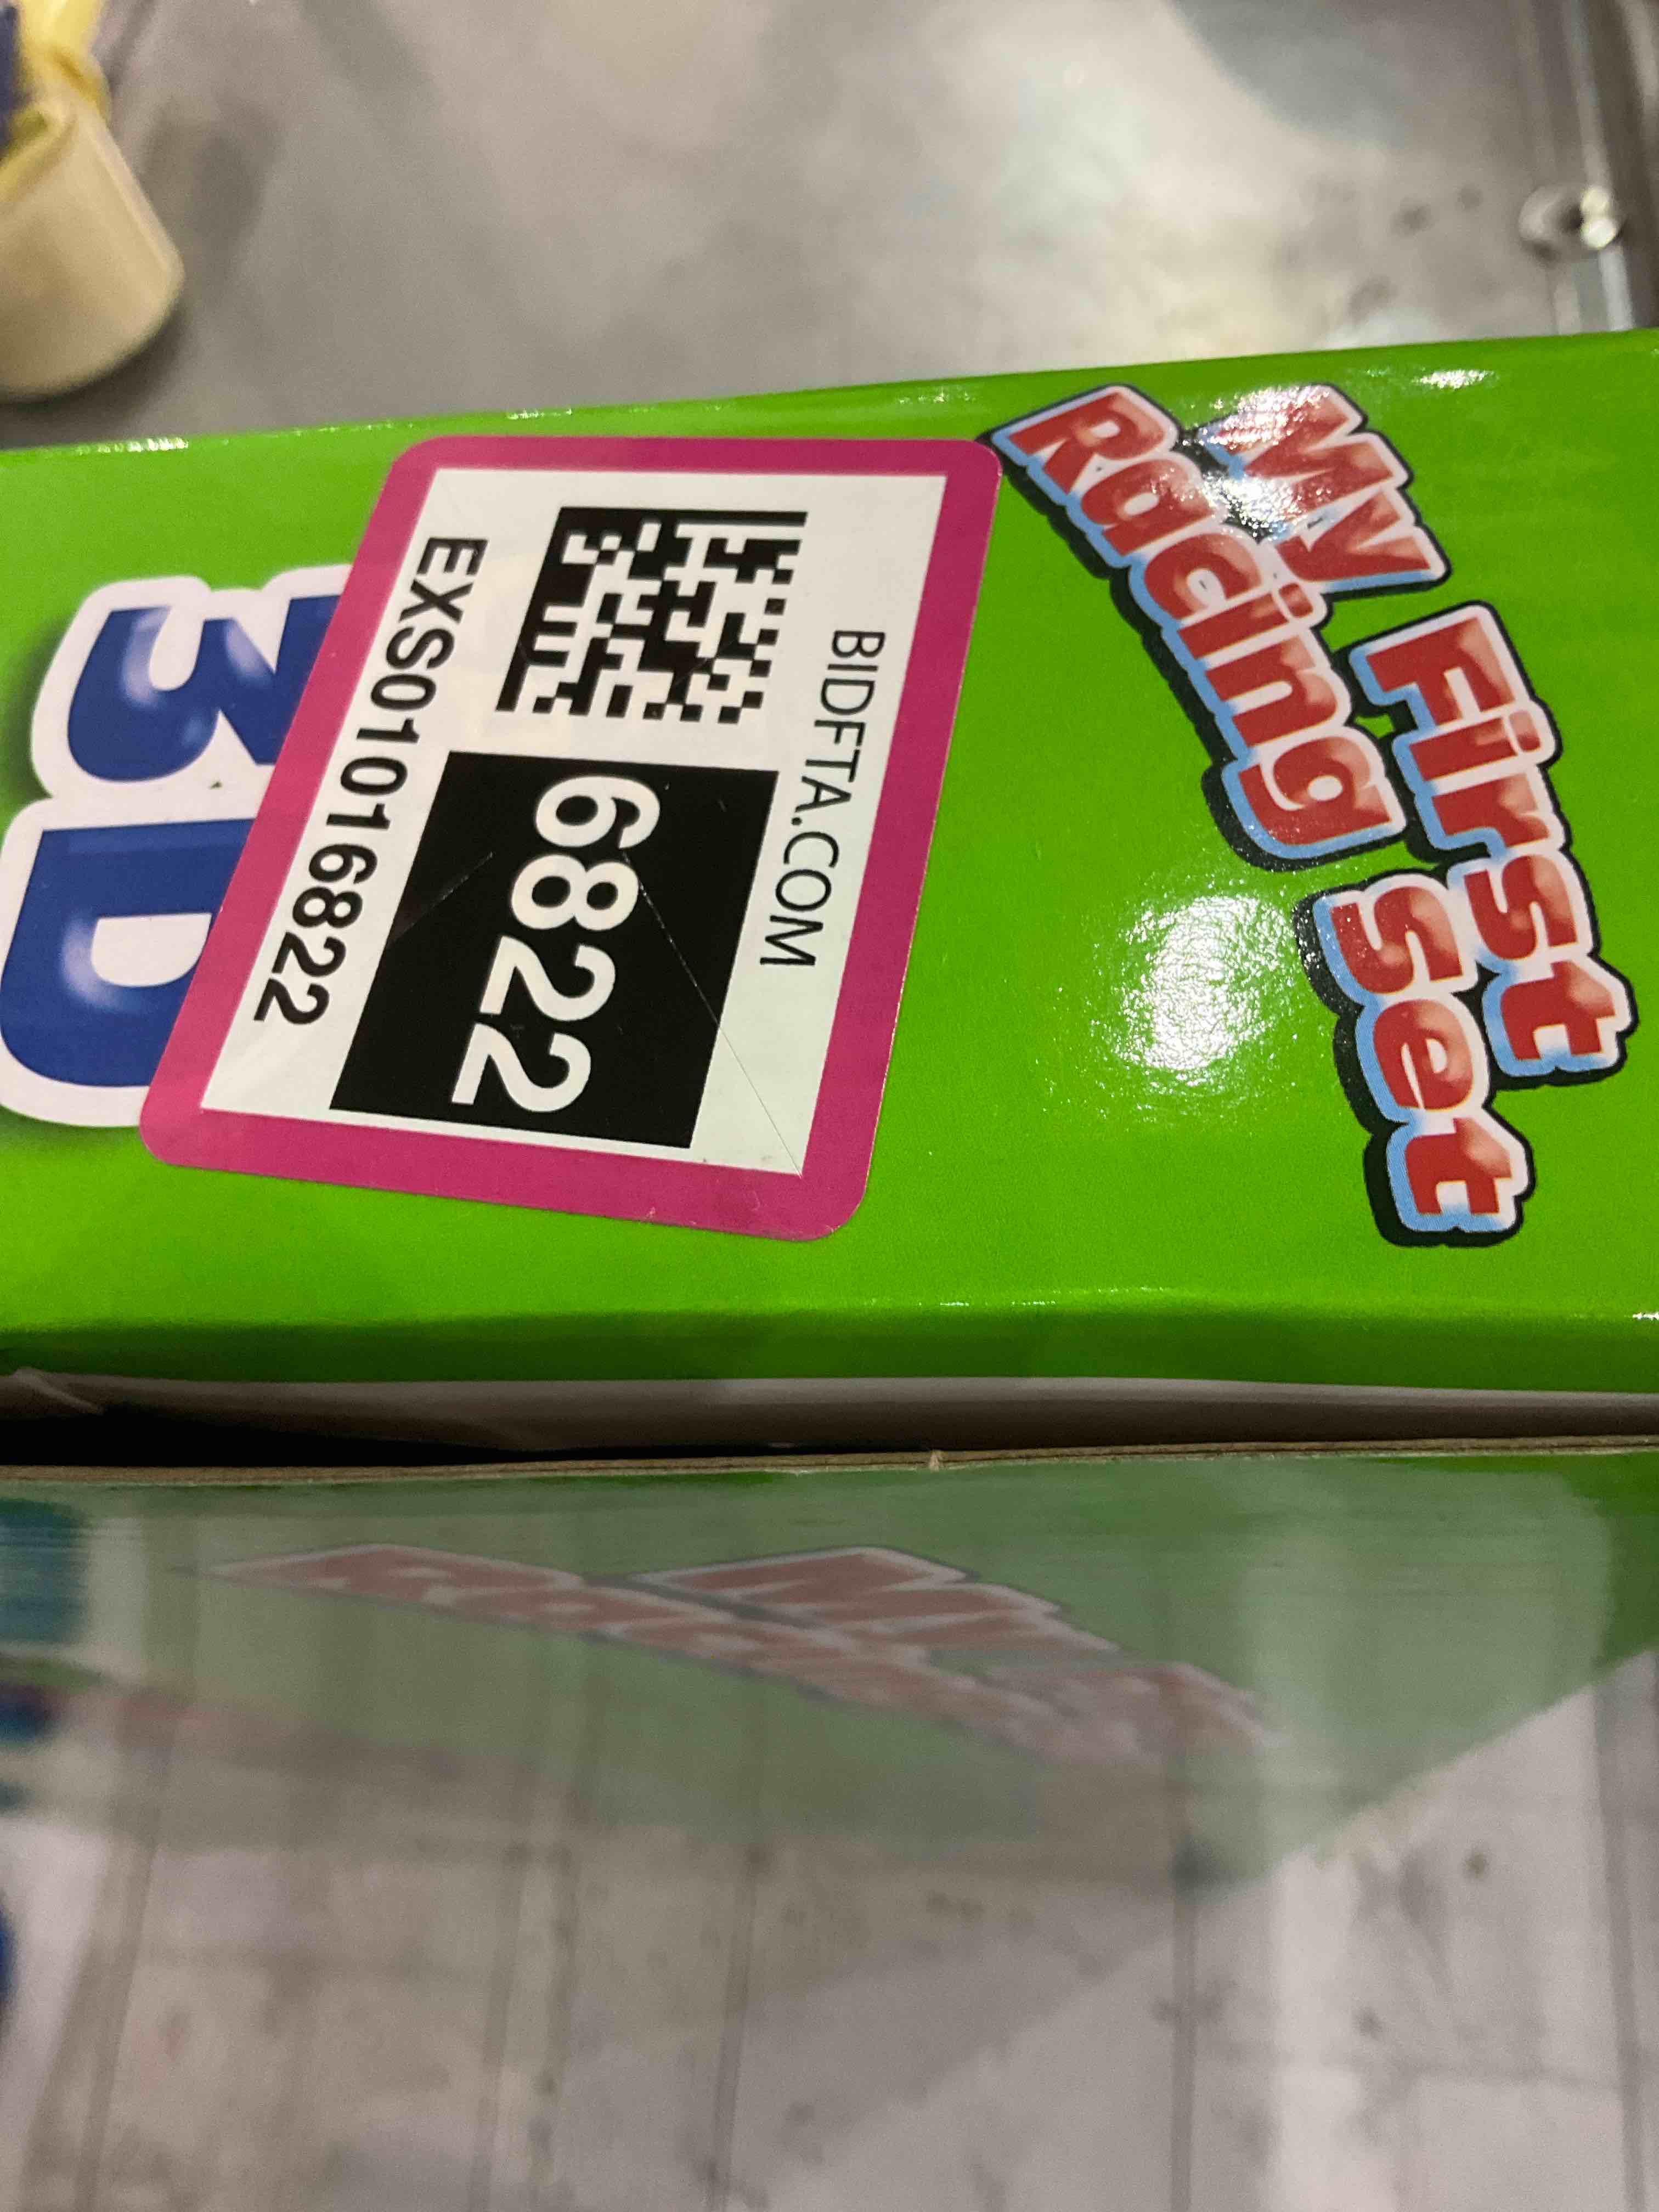 My First
Racing Set
BIDFTA.COM
6822
EXS01016822
3D